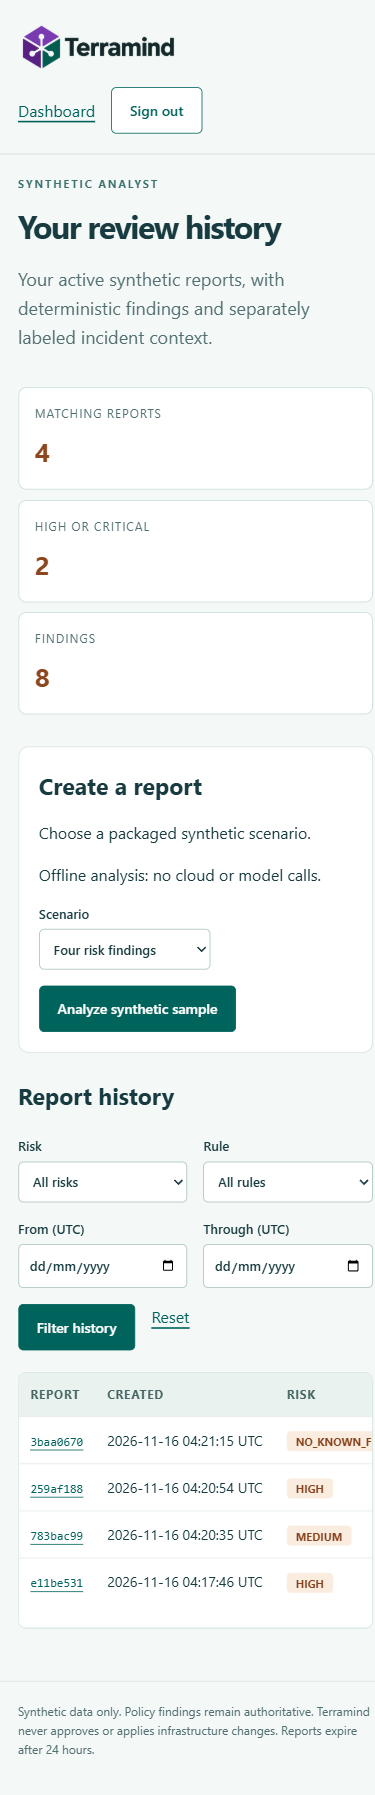 Terramind
Dashboard
Sign out
SYNTHETIC ANALYST
Your review history
Your active synthetic reports, with
deterministic findings and separately
labeled incident context.
MATCHING REPORTS
4
HIGH OR CRITICAL
2
FINDINGS
8
Create a report
Choose a packaged synthetic scenario.
Offline analysis: no cloud or model calls.
Scenario
Four risk findings
Analyze synthetic sample
Report history
Risk Rule
All risks All rules
From (UTC) Through (UTC)
dd/mm/yyyy dd/mm/yyyy
Filter history Reset
REPORT CREATED RISK
3baa0670 2026-11-16 04:21:15 UTC NO_KNOWN_F
259af188 2026-11-16 04:20:54 UTC HIGH
783bac99 2026-11-16 04:20:35 UTC MEDIUM
e11be531 2026-11-16 04:17:46 UTC HIGH
Synthetic data only. Policy findings remain authoritative. Terramind
never approves or applies infrastructure changes. Reports expire
after 24 hours.